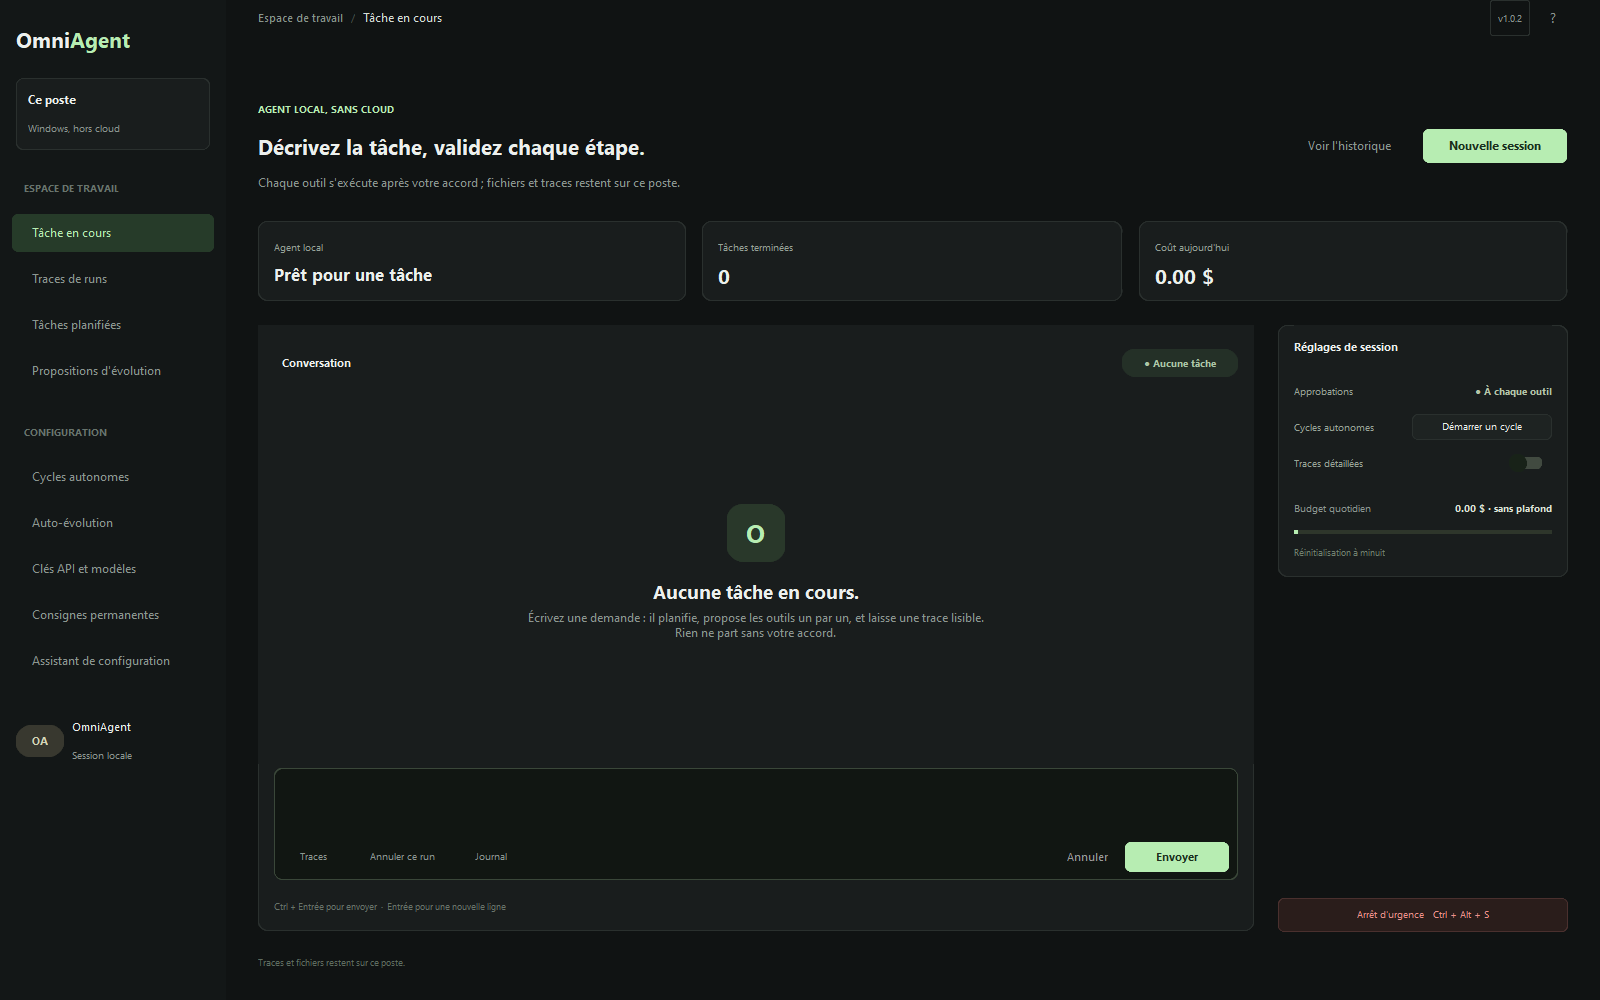 OmniAgent
Ce poste
Windows, hors cloud
ESPACE DE TRAVAIL
Tâche en cours
Traces de runs
Tâches planifiées
Propositions d'évolution
CONFIGURATION
Cycles autonomes
Auto-évolution
Clés API et modèles
Consignes permanentes
Assistant de configuration
OA
OmniAgent
Session locale
Espace de travail / Tâche en cours
v1.0.2
?
AGENT LOCAL, SANS CLOUD
Décrivez la tâche, validez chaque étape.
Chaque outil s'exécute après votre accord ; fichiers et traces restent sur ce poste.
Voir l'historique
Nouvelle session
Agent local
Prêt pour une tâche
Tâches terminées
0
Coût aujourd'hui
0.00 $
Conversation
● Aucune tâche
O
Aucune tâche en cours.
Écrivez une demande : il planifie, propose les outils un par un, et laisse une trace lisible.
Rien ne part sans votre accord.
Traces
Annuler ce run
Journal
Annuler
Envoyer
Ctrl + Entrée pour envoyer · Entrée pour une nouvelle ligne
Traces et fichiers restent sur ce poste.
Réglages de session
Approbations
● À chaque outil
Cycles autonomes
Démarrer un cycle
Traces détaillées
Budget quotidien
0.00 $ · sans plafond
Réinitialisation à minuit
Arrêt d'urgence Ctrl + Alt + S